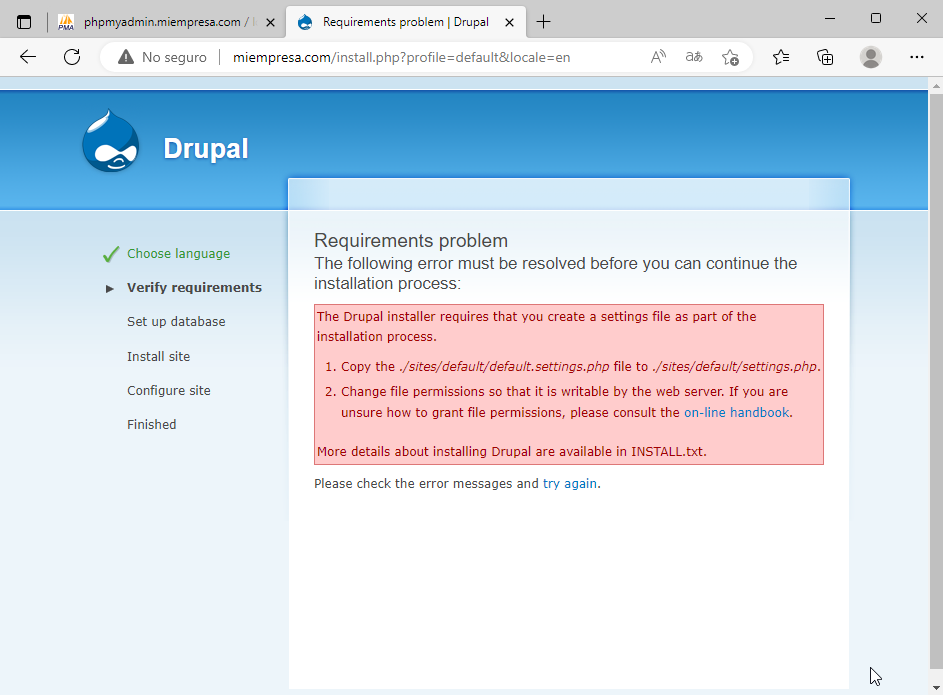 PMA
phpmyadmin.miempresa.com /
Requirements problem | Drupal
No seguro
miempresa.com/install.php?profile=default&locale=en
Drupal
Choose language
Verify requirements
Set up database
Install site
Configure site
Finished
Requirements problem
The following error must be resolved before you can continue the
installation process:
The Drupal installer requires that you create a settings file as part of the
installation process.
1. Copy the ./sites/default/default.settings.php file to ./sites/default/settings.php.
2. Change file permissions so that it is writable by the web server. If you are
unsure how to grant file permissions, please consult the on-line handbook.
More details about installing Drupal are available in INSTALL.txt.
Please check the error messages and try again.